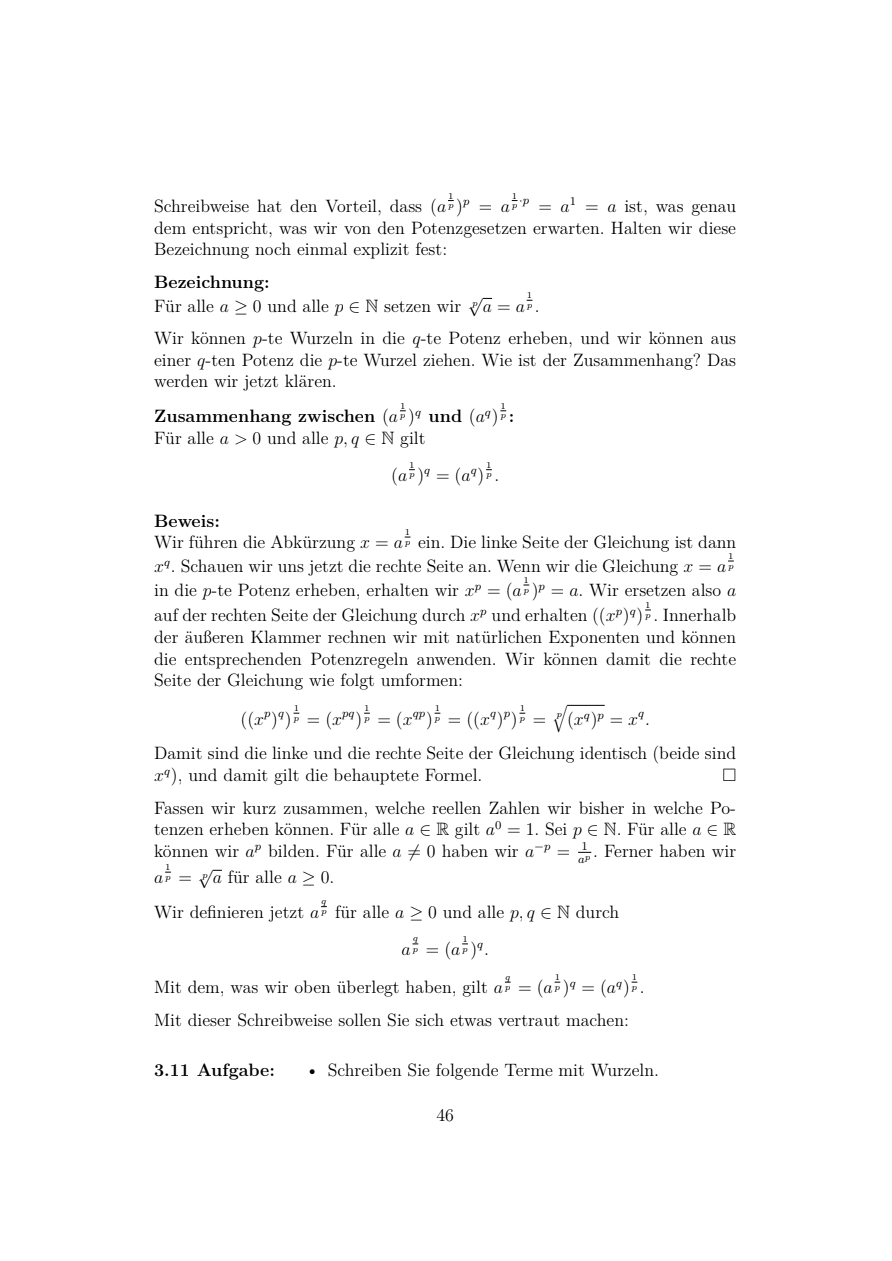 Schreibweise hat den Vorteil, dass $(a^{\frac{1}{p}})^p = a^{\frac{1}{p} \cdot p} = a^1 = a$ ist, was genau
dem entspricht, was wir von den Potenzgesetzen erwarten. Halten wir diese
Bezeichnung noch einmal explizit fest:
Bezeichnung:
Für alle $a \geq 0$ und alle $p \in \mathbb{N}$ setzen wir $\sqrt[p]{a} = a^{\frac{1}{p}}$.
Wir können $p$-te Wurzeln in die $q$-te Potenz erheben, und wir können aus
einer $q$-ten Potenz die $p$-te Wurzel ziehen. Wie ist der Zusammenhang? Das
werden wir jetzt klären.
Zusammenhang zwischen $(a^{\frac{1}{p}})^q$ und $(a^q)^{\frac{1}{p}}$:
Für alle $a > 0$ und alle $p, q \in \mathbb{N}$ gilt
$(a^{\frac{1}{p}})^q = (a^q)^{\frac{1}{p}}$.
Beweis:
Wir führen die Abkürzung $x = a^{\frac{1}{p}}$ ein. Die linke Seite der Gleichung ist dann
$x^q$. Schauen wir uns jetzt die rechte Seite an. Wenn wir die Gleichung $x = a^{\frac{1}{p}}$
in die $p$-te Potenz erheben, erhalten wir $x^p = (a^{\frac{1}{p}})^p = a$. Wir ersetzen also $a$
auf der rechten Seite der Gleichung durch $x^p$ und erhalten $((x^p)^q)^{\frac{1}{p}}$. Innerhalb
der äußeren Klammer rechnen wir mit natürlichen Exponenten und können
die entsprechenden Potenzregeln anwenden. Wir können damit die rechte
Seite der Gleichung wie folgt umformen:
$((x^p)^q)^{\frac{1}{p}} = (x^{pq})^{\frac{1}{p}} = (x^{qp})^{\frac{1}{p}} = ((x^q)^p)^{\frac{1}{p}} = \sqrt[p]{(x^q)^p} = x^q$.
Damit sind die linke und die rechte Seite der Gleichung identisch (beide sind
$x^q$), und damit gilt die behauptete Formel. □
Fassen wir kurz zusammen, welche reellen Zahlen wir bisher in welche Po-
tenzen erheben können. Für alle $a \in \mathbb{R}$ gilt $a^0 = 1$. Sei $p \in \mathbb{N}$. Für alle $a \in \mathbb{R}$
können wir $a^p$ bilden. Für alle $a \neq 0$ haben wir $a^{-p} = \frac{1}{a^p}$. Ferner haben wir
$a^{\frac{1}{p}} = \sqrt[p]{a}$ für alle $a \geq 0$.
Wir definieren jetzt $a^{\frac{q}{p}}$ für alle $a \geq 0$ und alle $p, q \in \mathbb{N}$ durch
$a^{\frac{q}{p}} = (a^{\frac{1}{p}})^q$.
Mit dem, was wir oben überlegt haben, gilt $a^{\frac{q}{p}} = (a^{\frac{1}{p}})^q = (a^q)^{\frac{1}{p}}$.
Mit dieser Schreibweise sollen Sie sich etwas vertraut machen:
3.11 Aufgabe: • Schreiben Sie folgende Terme mit Wurzeln.
46